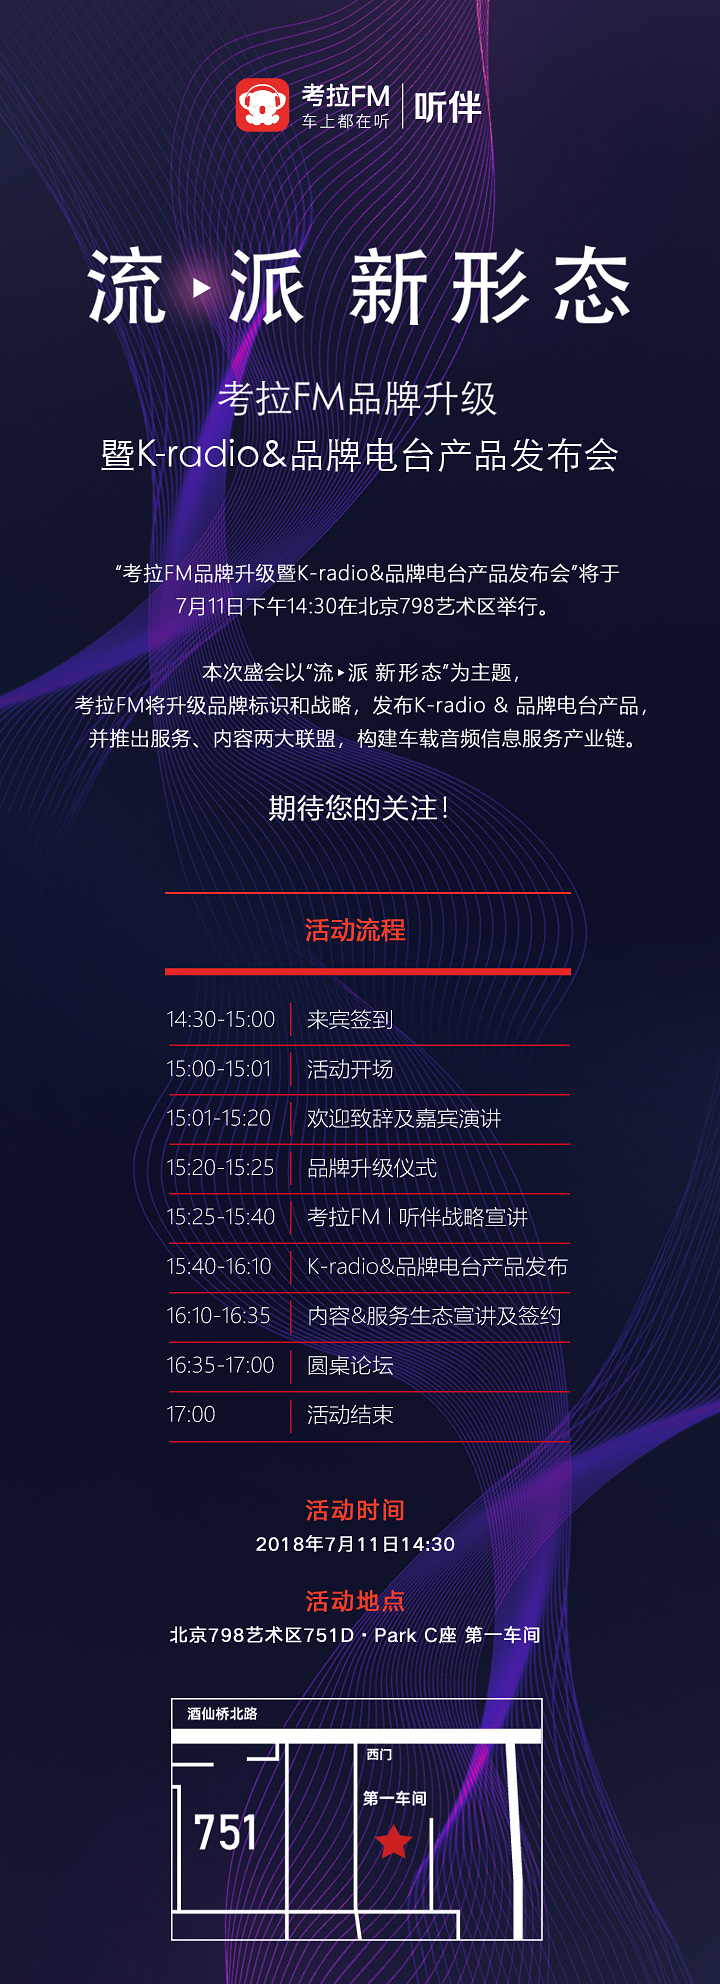 考拉FM
车上都在听
听伴
流▸派 新形态
考拉FM品牌升级
暨K-radio&品牌电台产品发布会
“考拉FM品牌升级暨K-radio&品牌电台产品发布会”将于
7月11日下午14:30在北京798艺术区举行。
本次盛会以“流▸派 新形态”为主题，
考拉FM将升级品牌标识和战略，发布K-radio & 品牌电台产品，
并推出服务、内容两大联盟，构建车载音频信息服务产业链。
期待您的关注！
活动流程
14:30-15:00 来宾签到
15:00-15:01 活动开场
15:01-15:20 欢迎致辞及嘉宾演讲
15:20-15:25 品牌升级仪式
15:25-15:40 考拉FM | 听伴战略宣讲
15:40-16:10 K-radio&品牌电台产品发布
16:10-16:35 内容&服务生态宣讲及签约
16:35-17:00 圆桌论坛
17:00 活动结束
活动时间
2018年7月11日14:30
活动地点
北京798艺术区751D·Park C座 第一车间
酒仙桥北路
西门
第一车间
751